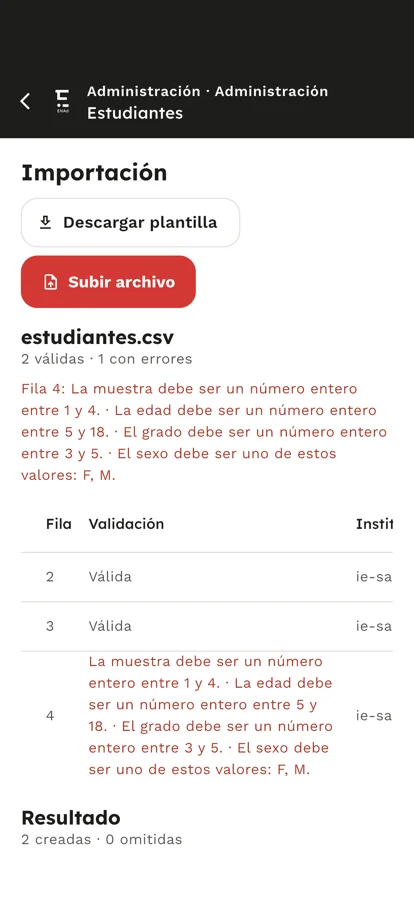 Administración · Administración
Estudiantes
ENAd
Importación
Descargar plantilla
Subir archivo
estudiantes.csv
2 válidas · 1 con errores
Fila 4: La muestra debe ser un número entero
entre 1 y 4. · La edad debe ser un número entero
entre 5 y 18. · El grado debe ser un número entero
entre 3 y 5. · El sexo debe ser uno de estos
valores: F, M.
Fila Validación Instit
2 Válida ie-sa
3 Válida ie-sa
La muestra debe ser un número
entero entre 1 y 4. · La edad debe
ser un número entero entre 5 y
4 18. · El grado debe ser un número ie-sa
entero entre 3 y 5. · El sexo debe
ser uno de estos valores: F, M.
Resultado
2 creadas · 0 omitidas